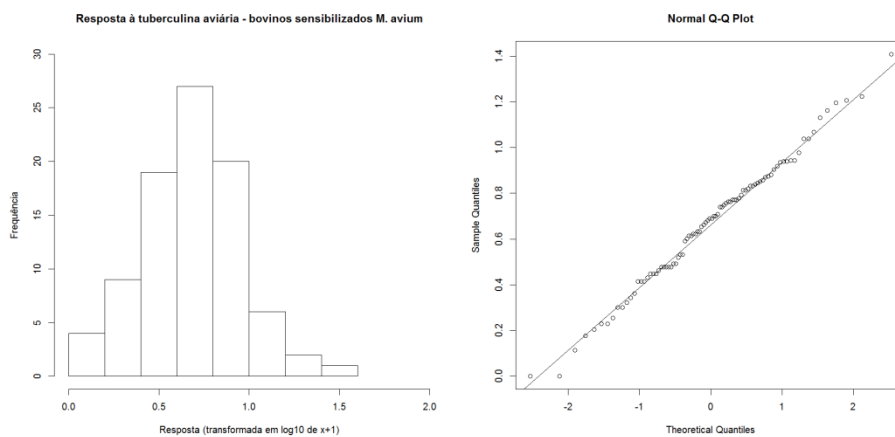 Resposta à tuberculina aviária - bovinos sensibilizados M. avium
Frequência
30
25
20
15
10
5
0
0.0 0.5 1.0 1.5 2.0
Resposta (transformada em log10 de x+1)
Normal Q-Q Plot
Sample Quantiles
1.4
1.2
1.0
0.8
0.6
0.4
0.2
0.0
-2 -1 0 1 2
Theoretical Quantiles